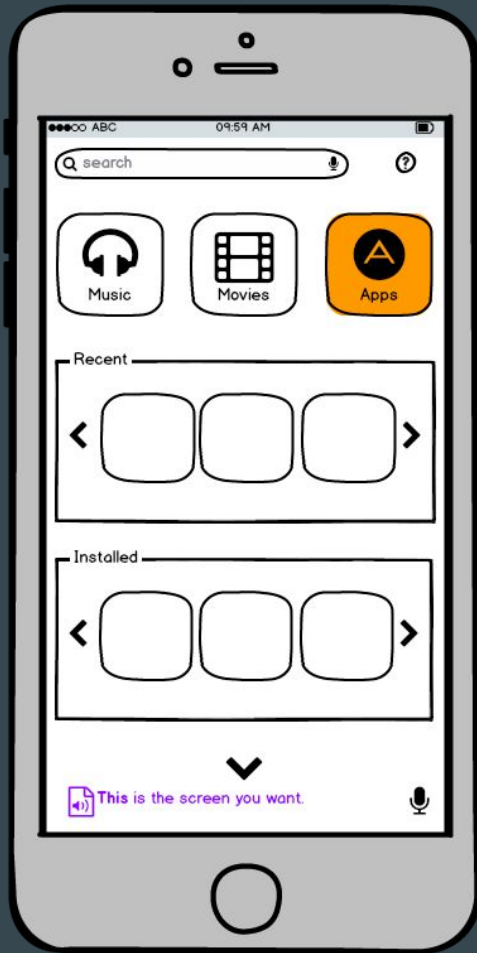 ABC 09:59 AM
search
Music Movies Apps
Recent
Installed
This is the screen you want.